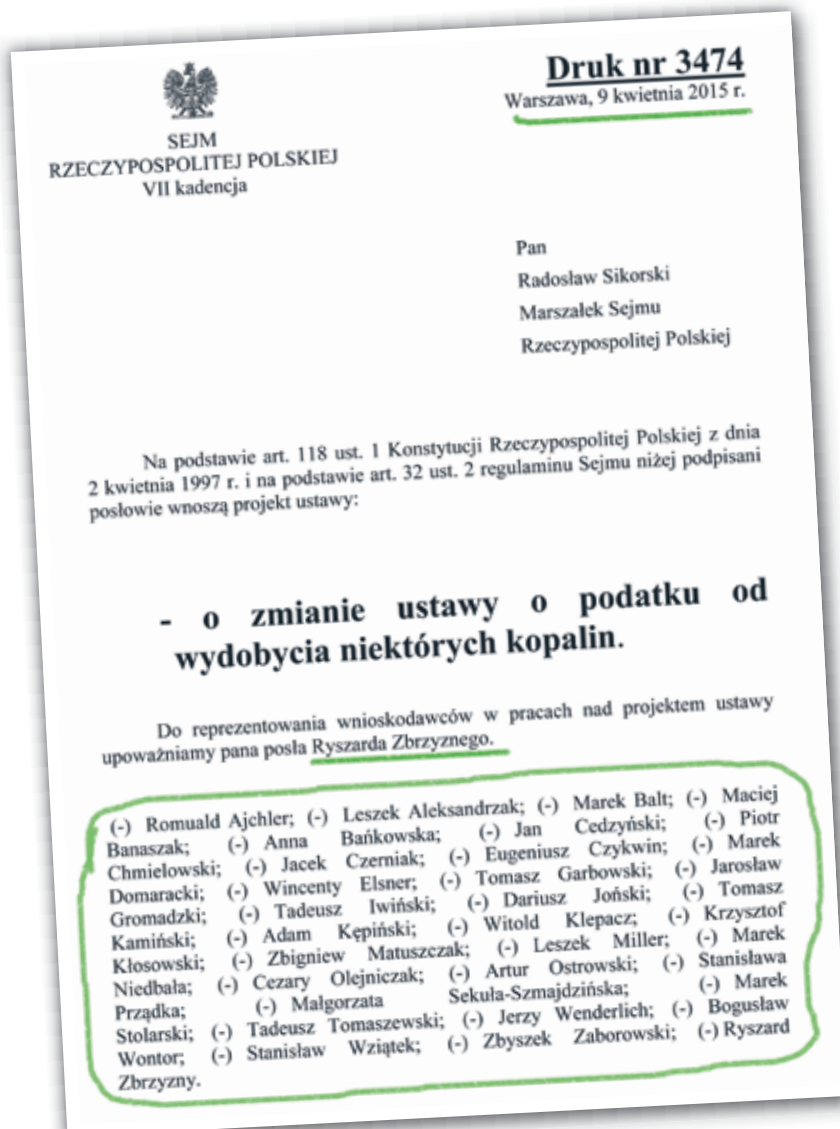 Druk nr 3474
Warszawa, 9 kwietnia 2015 r.
SEJM
RZECZYPOSPOLITEJ POLSKIEJ
VII kadencja
Pan
Radosław Sikorski
Marszałek Sejmu
Rzeczypospolitej Polskiej
Na podstawie art. 118 ust. 1 Konstytucji Rzeczypospolitej Polskiej z dnia
2 kwietnia 1997 r. i na podstawie art. 32 ust. 2 regulaminu Sejmu niżej podpisani
posłowie wnoszą projekt ustawy:
- o zmianie ustawy o podatku od
wydobycia niektórych kopalin.
Do reprezentowania wnioskodawców w pracach nad projektem ustawy
upoważniamy pana posła Ryszarda Zbrzyznego.
(-) Romuald Ajchler; (-) Leszek Aleksandrzak; (-) Marek Balt; (-) Maciej
Banaszak; (-) Anna Bańkowska; (-) Jan Cedzyński; (-) Piotr
Chmielowski; (-) Jacek Czerniak; (-) Eugeniusz Czykwin; (-) Marek
Domaracki; (-) Wincenty Elsner; (-) Tomasz Garbowski; (-) Jarosław
Gromadzki; (-) Tadeusz Iwiński; (-) Dariusz Joński; (-) Tomasz
Kamiński; (-) Adam Kępiński; (-) Witold Klepacz; (-) Krzysztof
Kłosowski; (-) Zbigniew Matuszczak; (-) Leszek Miller; (-) Marek
Niedbała; (-) Cezary Olejniczak; (-) Artur Ostrowski; (-) Stanisława
Prządka; (-) Małgorzata Sekuła-Szmajdzińska; (-) Marek
Stolarski; (-) Tadeusz Tomaszewski; (-) Jerzy Wenderlich; (-) Bogusław
Wontor; (-) Stanisław Wziątek; (-) Zbyszek Zaborowski; (-) Ryszard
Zbrzyzny.